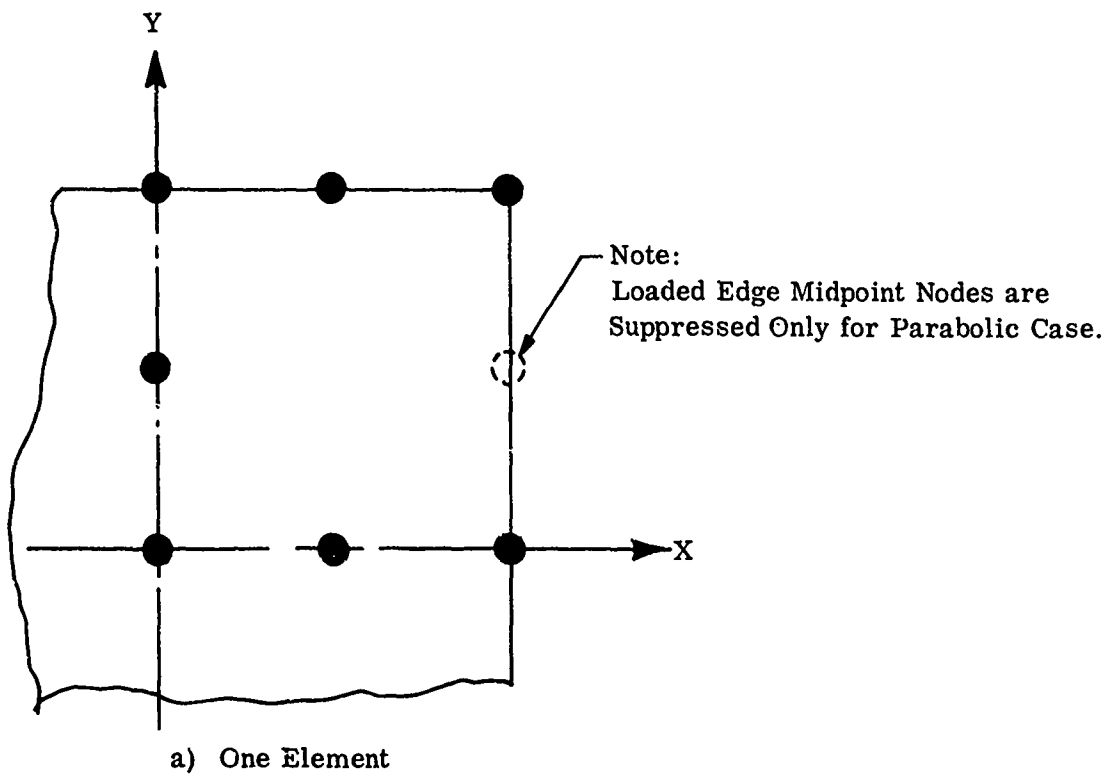 Y
Note:
Loaded Edge Midpoint Nodes are
Suppressed Only for Parabolic Case.
X
a) One Element